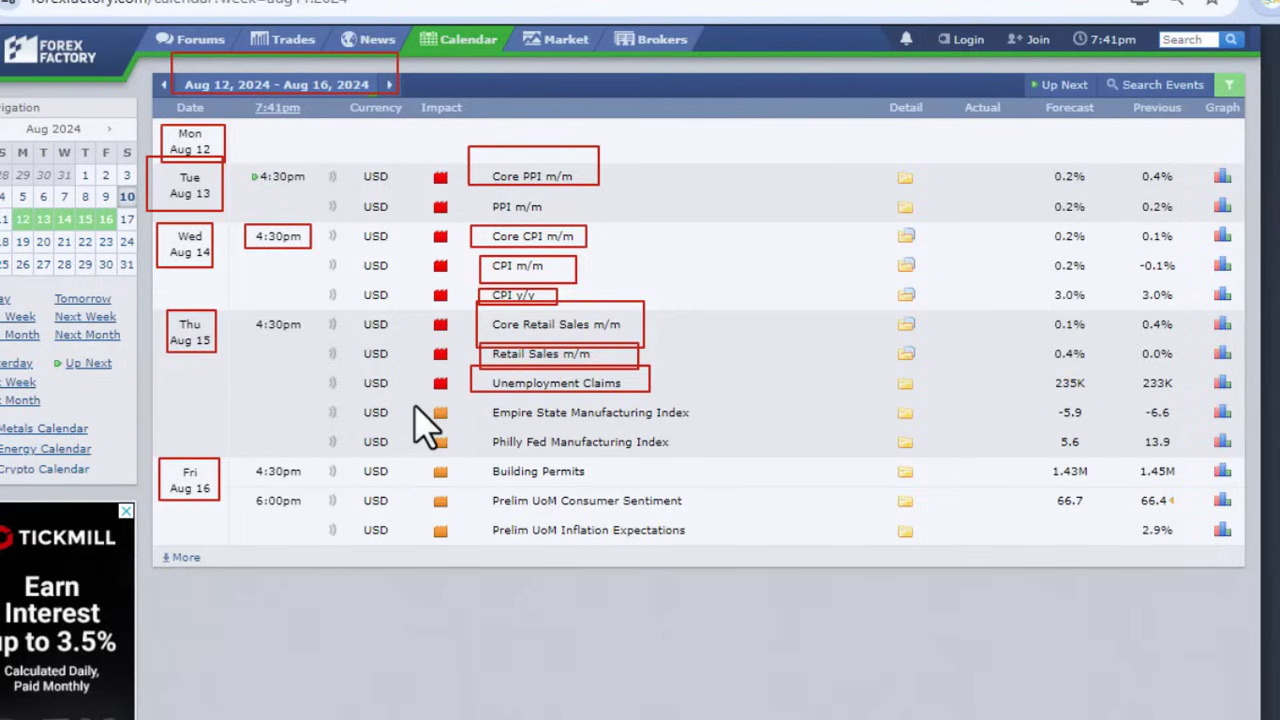 forexfactory.com/calendar?week=aug11.2024
FOREX
FACTORY
Forums Trades News Calendar Market Brokers Login Join 7:41pm Search
Aug 12, 2024 - Aug 16, 2024 Up Next Search Events
Date 7:41pm Currency Impact Detail Actual Forecast Previous Graph
Mon
Aug 12
Tue
Aug 13
4:30pm USD Core PPI m/m 0.2% 0.4%
USD PPI m/m 0.2% 0.2%
Wed
Aug 14
4:30pm USD Core CPI m/m 0.2% 0.1%
USD CPI m/m 0.2% -0.1%
USD CPI y/y 3.0% 3.0%
Thu
Aug 15
4:30pm USD Core Retail Sales m/m 0.1% 0.4%
USD Retail Sales m/m 0.4% 0.0%
USD Unemployment Claims 235K 233K
USD Empire State Manufacturing Index -5.9 -6.6
USD Philly Fed Manufacturing Index 5.6 13.9
Fri
Aug 16
4:30pm USD Building Permits 1.43M 1.45M
6:00pm USD Prelim UoM Consumer Sentiment 66.7 66.4
USD Prelim UoM Inflation Expectations 2.9%
More
vigation
Aug 2024
S M T W T F S
28 29 30 31 1 2 3
4 5 6 7 8 9 10
11 12 13 14 15 16 17
18 19 20 21 22 23 24
25 26 27 28 29 30 31
ay Tomorrow
Week Next Week
Month Next Month
terday Up Next
t Week
t Month
Metals Calendar
Energy Calendar
Crypto Calendar
TICKMILL
Earn
Interest
up to 3.5%
Calculated Daily,
Paid Monthly